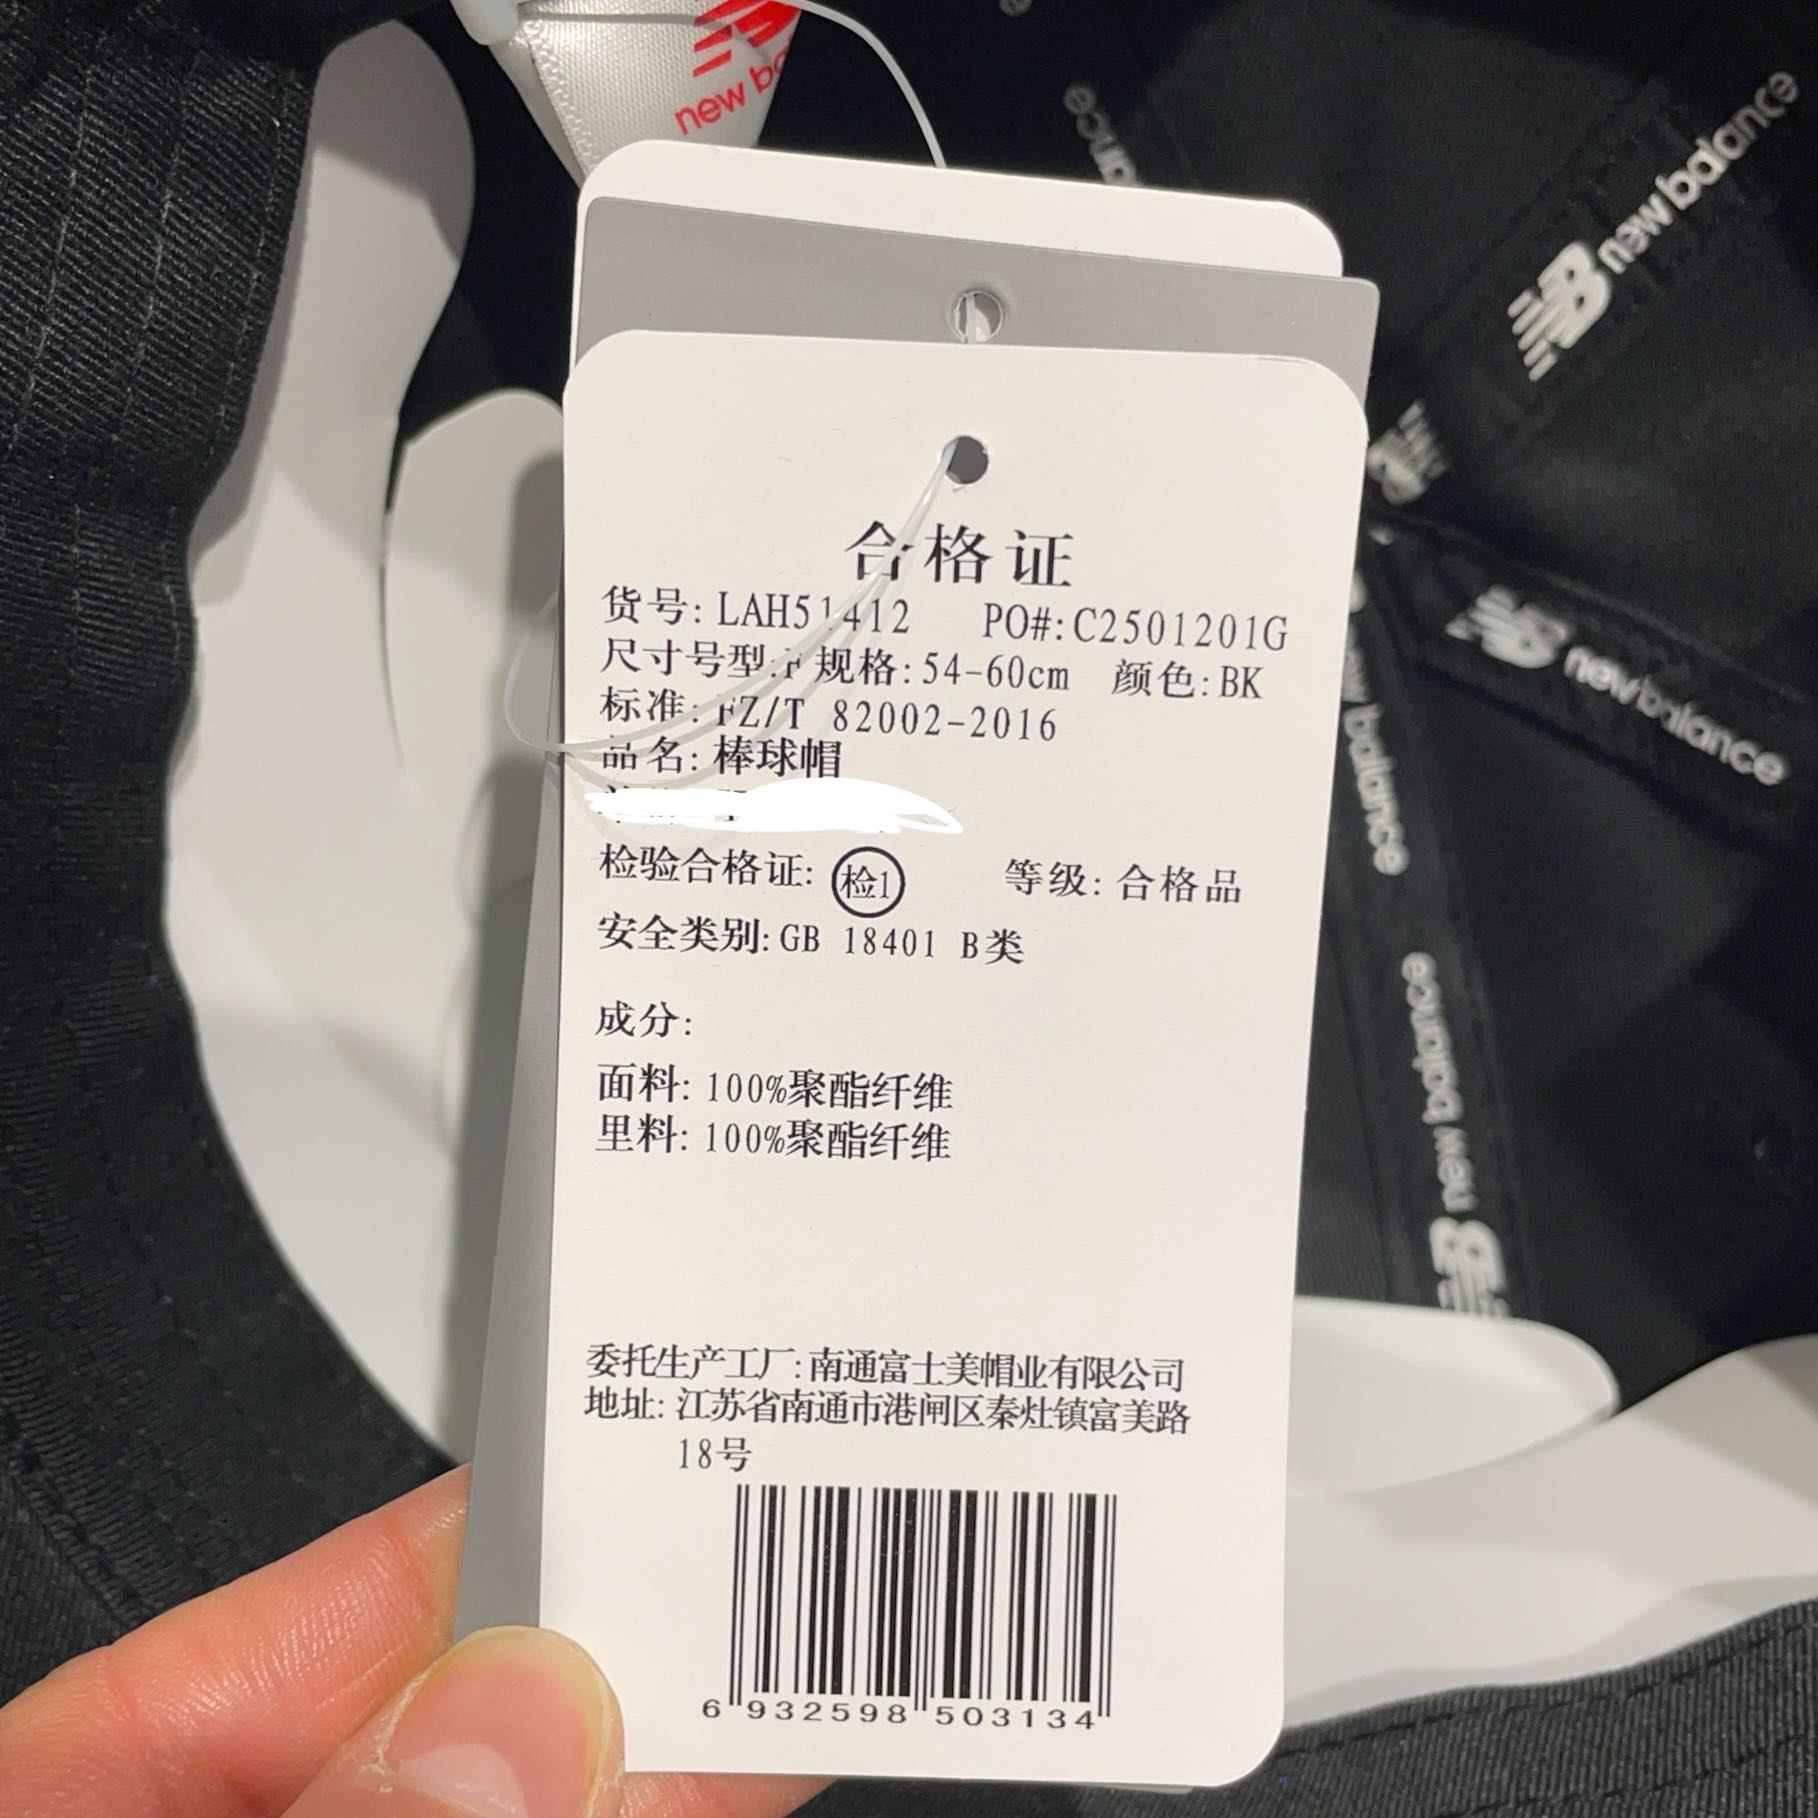 new ba
new balance
ance
合格证
货号: LAH51412 PO#:C2501201G
尺寸号型:F 规格:54-60cm 颜色:BK
标准: FZ/T 82002-2016
品名: 棒球帽
检验合格证: 检1 等级: 合格品
安全类别:GB 18401 B类
成分:
面料: 100%聚酯纤维
里料: 100%聚酯纤维
委托生产工厂:南通富士美帽业有限公司
地址: 江苏省南通市港闸区秦灶镇富美路
18号
6 932598 503134
new balance
new balance
new balance